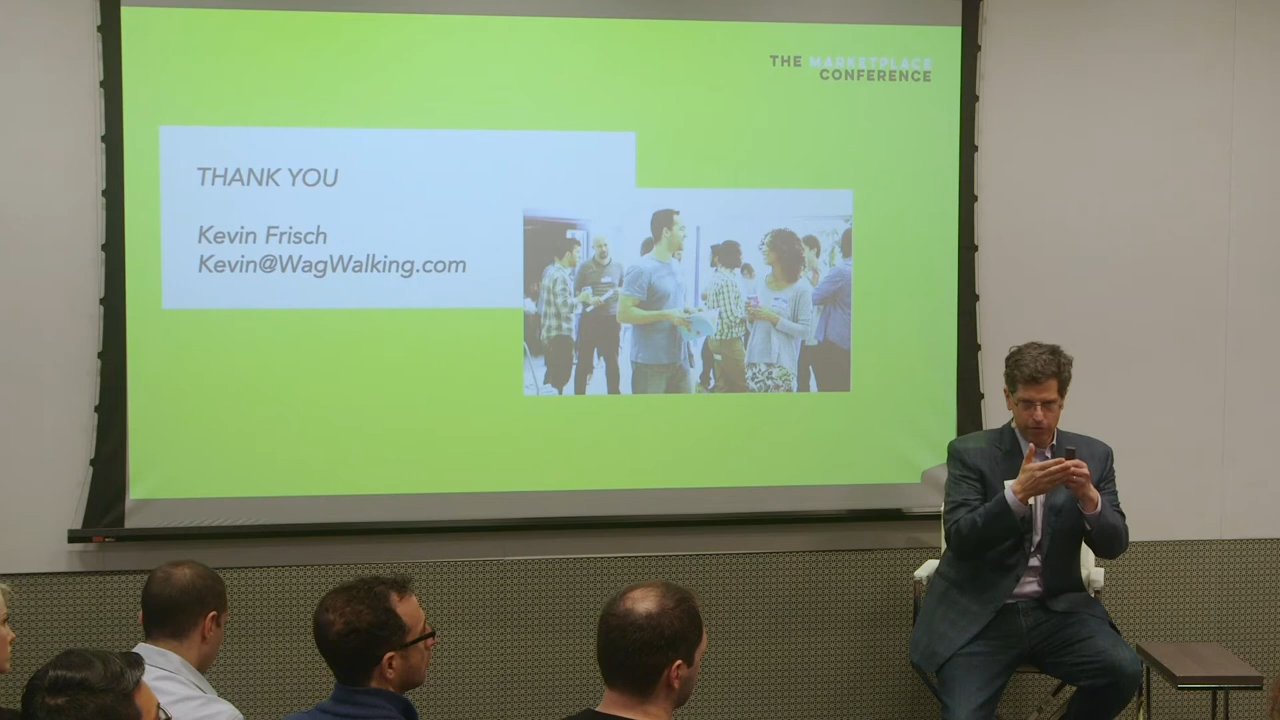 THE MARKETPLACE
CONFERENCE
THANK YOU
Kevin Frisch
Kevin@WagWalking.com